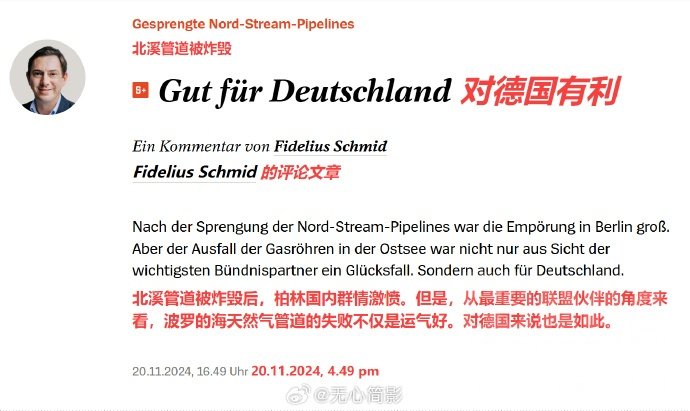 Gesprengte Nord-Stream-Pipelines
北溪管道被炸毁
S+ Gut für Deutschland 对德国有利
Ein Kommentar von Fidelius Schmid
Fidelius Schmid 的评论文章
Nach der Sprengung der Nord-Stream-Pipelines war die Empörung in Berlin groß.
Aber der Ausfall der Gasröhren in der Ostsee war nicht nur aus Sicht der
wichtigsten Bündnispartner ein Glücksfall. Sondern auch für Deutschland.
北溪管道被炸毁后，柏林国内群情激愤。但是，从最重要的联盟伙伴的角度来
看，波罗的海天然气管道的失败不仅是运气好。对德国来说也是如此。
20.11.2024, 16.49 Uhr 20.11.2024, 4.49 pm
@无心简影